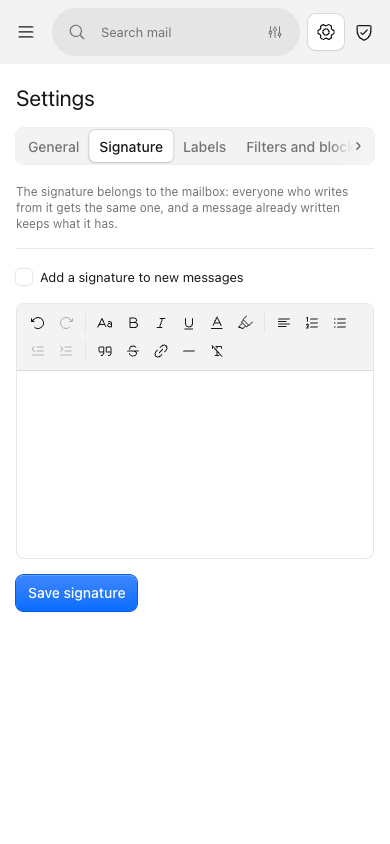 Search mail
Settings
General Signature Labels Filters and bloc
The signature belongs to the mailbox: everyone who writes
from it gets the same one, and a message already written
keeps what it has.
Add a signature to new messages
Aa B I U A
Save signature